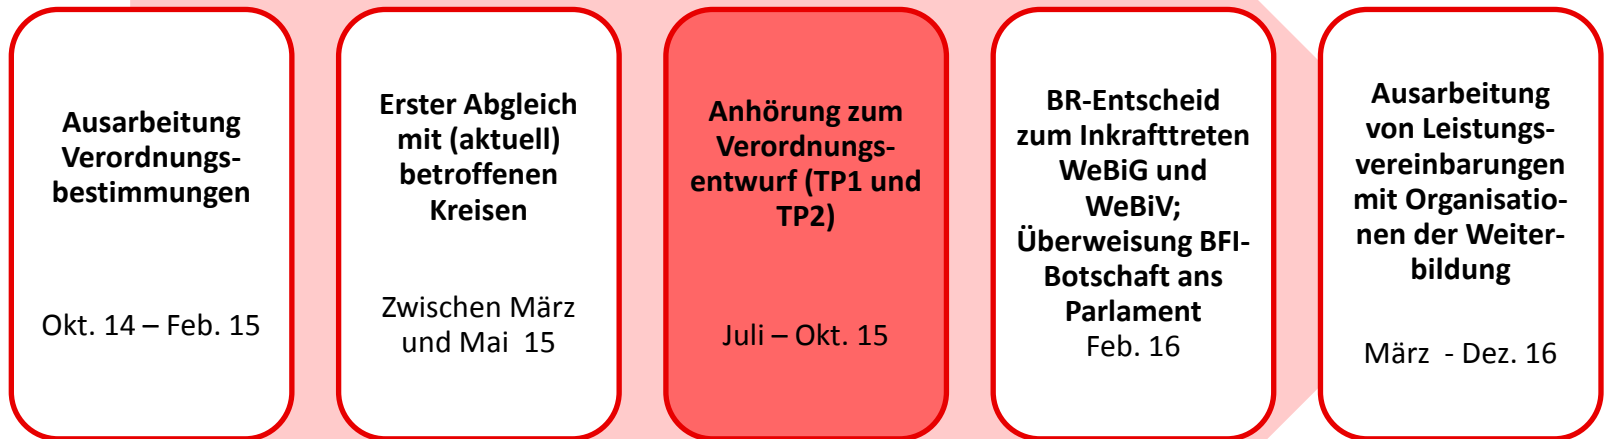 Ausarbeitung
Verordnungs-
bestimmungen
Okt. 14 – Feb. 15
Erster Abgleich
mit (aktuell)
betroffenen
Kreisen
Zwischen März
und Mai  15
Anhörung zum
Verordnungs-
entwurf (TP1 und
TP2)
Juli – Okt. 15
BR-Entscheid
zum Inkrafttreten
WeBiG und
WeBiV;
Überweisung BFI-
Botschaft ans
Parlament
Feb. 16
Ausarbeitung
von Leistungs-
vereinbarungen
mit Organisatio-
nen der Weiter-
bildung
März  - Dez. 16